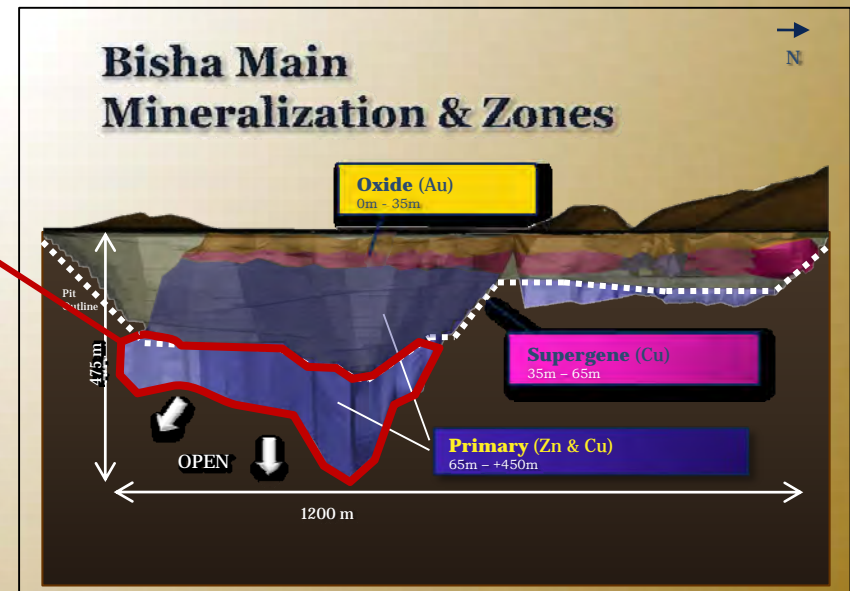 N
Bisha Main
Mineralization & Zones
Oxide (Au)
0m - 35m
Pit
Outline
475 m
Supergene (Cu)
35m – 65m
Primary (Zn & Cu)
65m – +450m
OPEN
1200 m